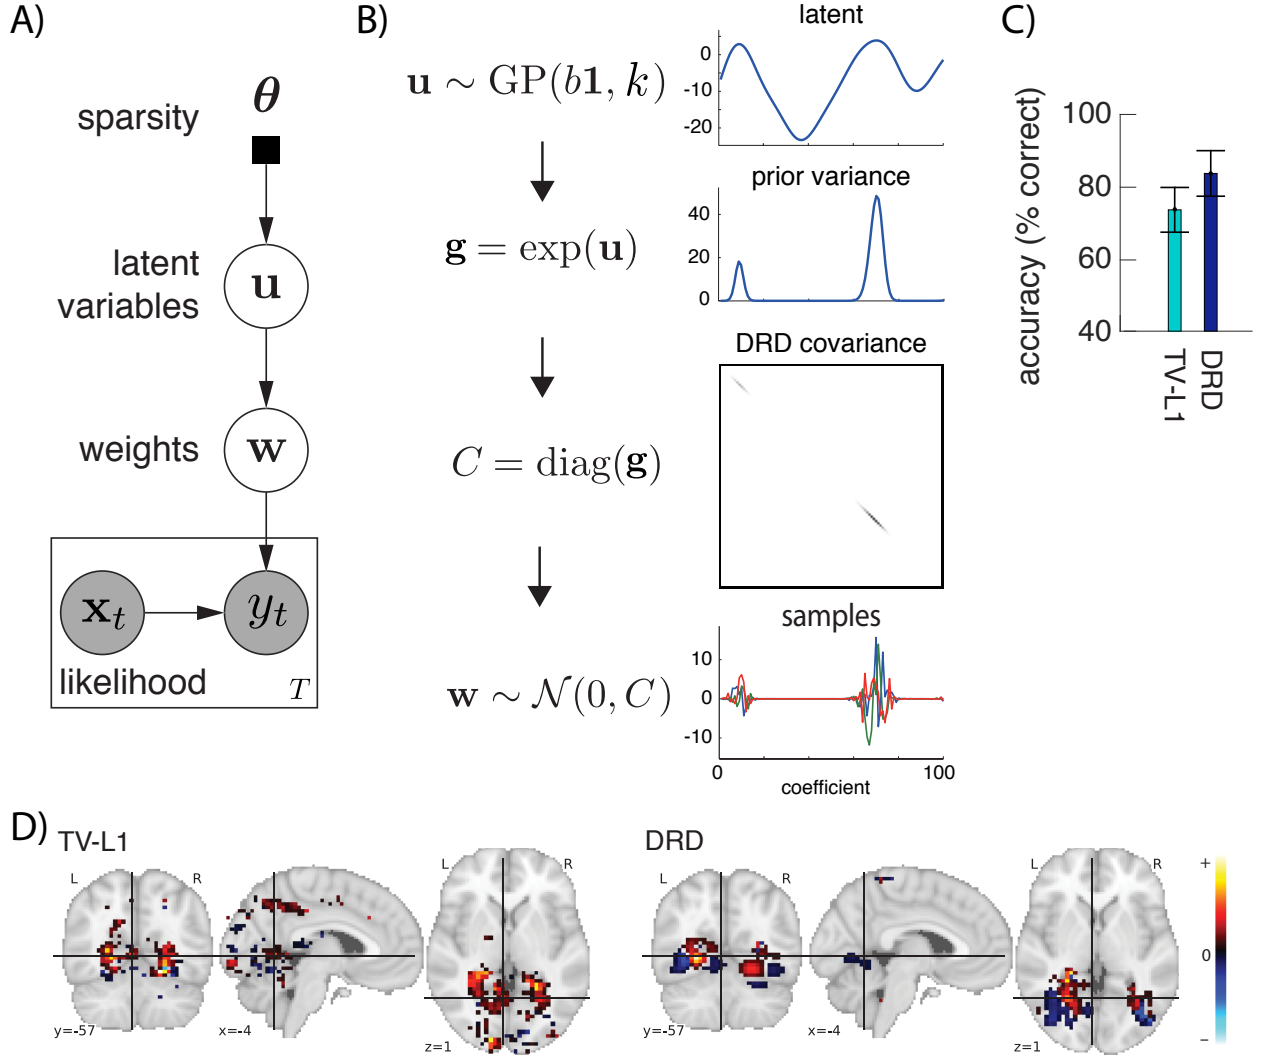 A)
sparsity
θ
latent
variables
u
weights
w
x_t
y_t
likelihood
T
B)
u ∼ GP(b1, k)
g = exp(u)
C = diag(g)
w ∼ N(0, C)
latent
0
-10
-20
prior variance
40
20
0
DRD covariance
samples
10
0
-10
0
100
coefficient
C)
accuracy (% correct)
100
80
60
40
TV-L1
DRD
D)
TV-L1
L
R
y=-57
x=-4
L
R
z=1
DRD
L
R
y=-57
x=-4
L
R
z=1
+
0
−